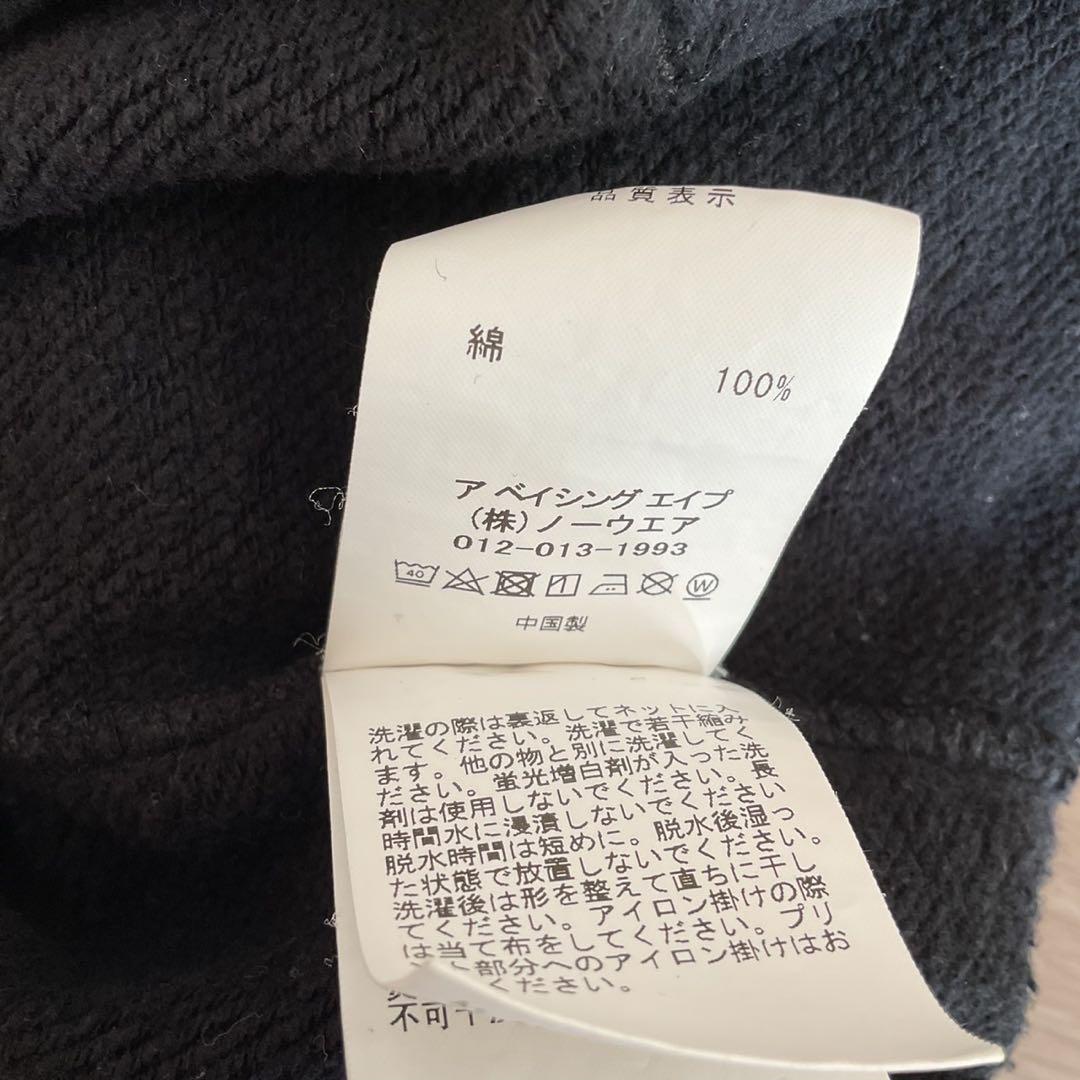 品質表示
綿
100%
ア ベイシング エイプ
(株)ノーウエア
012-013-1993
40
W
中国製
洗濯の際は裏返してネットに入
れてください。洗濯で若干縮み
ます。他の物と別に洗濯してく
ださい。蛍光増白剤が入った洗
剤は使用しないでください。長
時間水に浸漬しないでください
脱水時間は短めに。脱水後湿っ
た状態で放置しないでください。
洗濯後は形を整えて直ちに干し
てください。アイロン掛けの際
は当て布をしてください。プリ
部分へのアイロン掛けはお
ください。
不可干